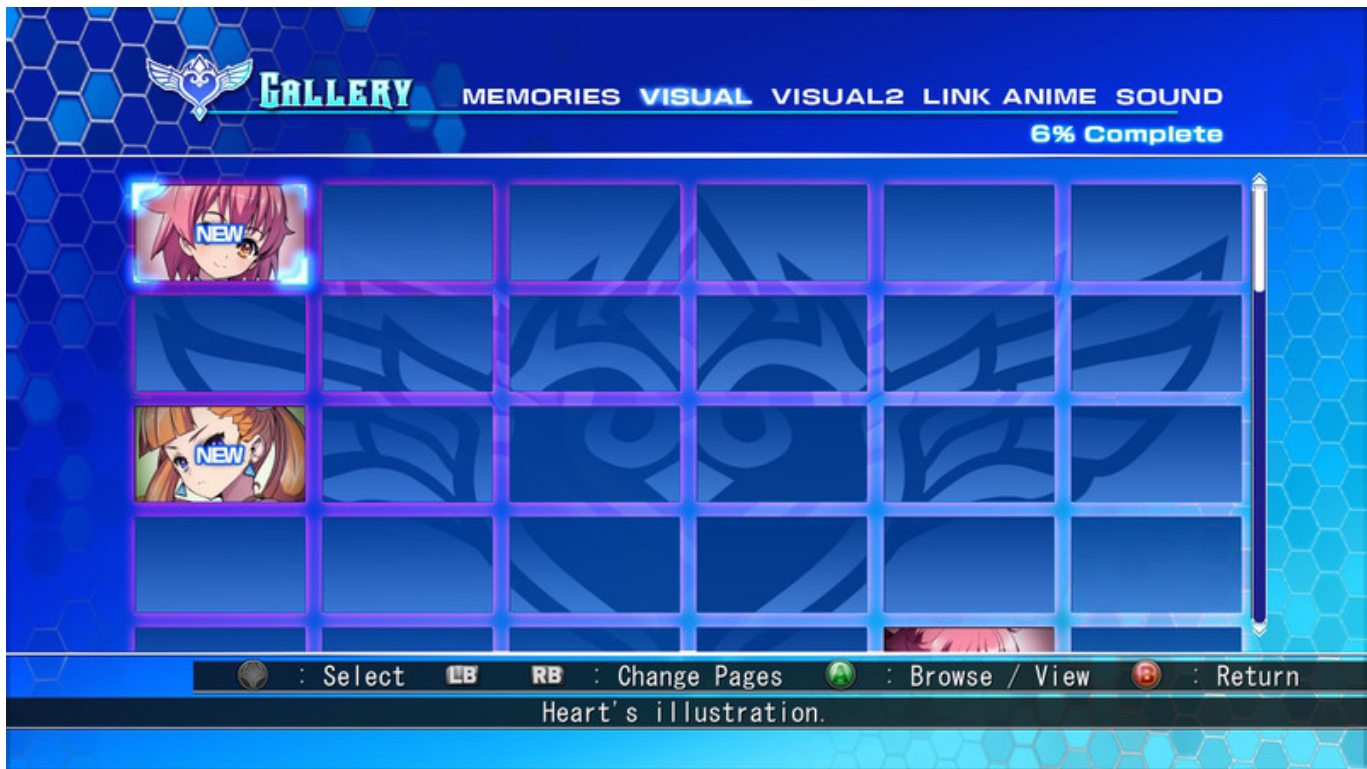 GALLERY MEMORIES VISUAL VISUAL2 LINK ANIME SOUND
6% Complete
NEW
NEW
: Select LB RB : Change Pages A : Browse / View B : Return
Heart's illustration.